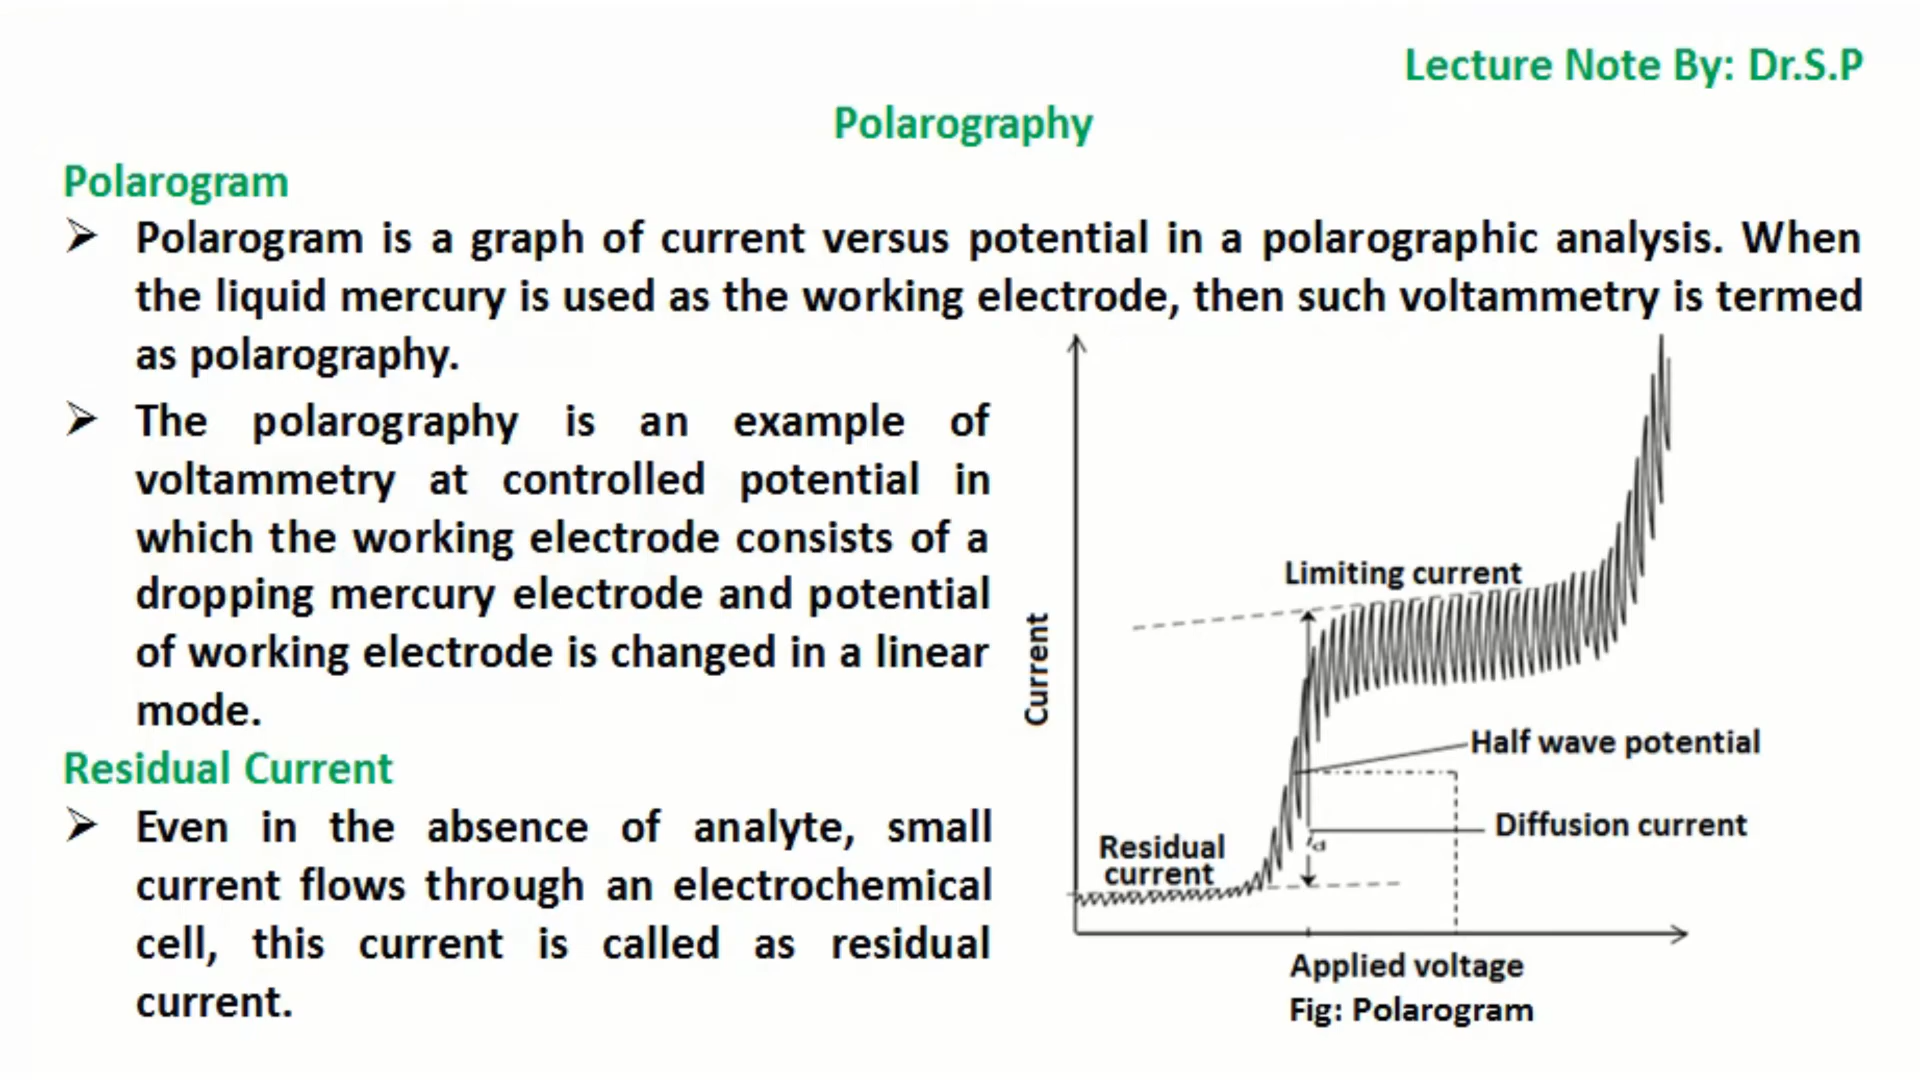 Lecture Note By: Dr.S.P
Polarography
Polarogram
➢ Polarogram is a graph of current versus potential in a polarographic analysis. When
the liquid mercury is used as the working electrode, then such voltammetry is termed
as polarography.
➢ The polarography is an example of
voltammetry at controlled potential in
which the working electrode consists of a
dropping mercury electrode and potential
of working electrode is changed in a linear
mode.
Residual Current
➢ Even in the absence of analyte, small
current flows through an electrochemical
cell, this current is called as residual
current.
Limiting current
Current
Half wave potential
Diffusion current
Residual
current
id
Applied voltage
Fig: Polarogram